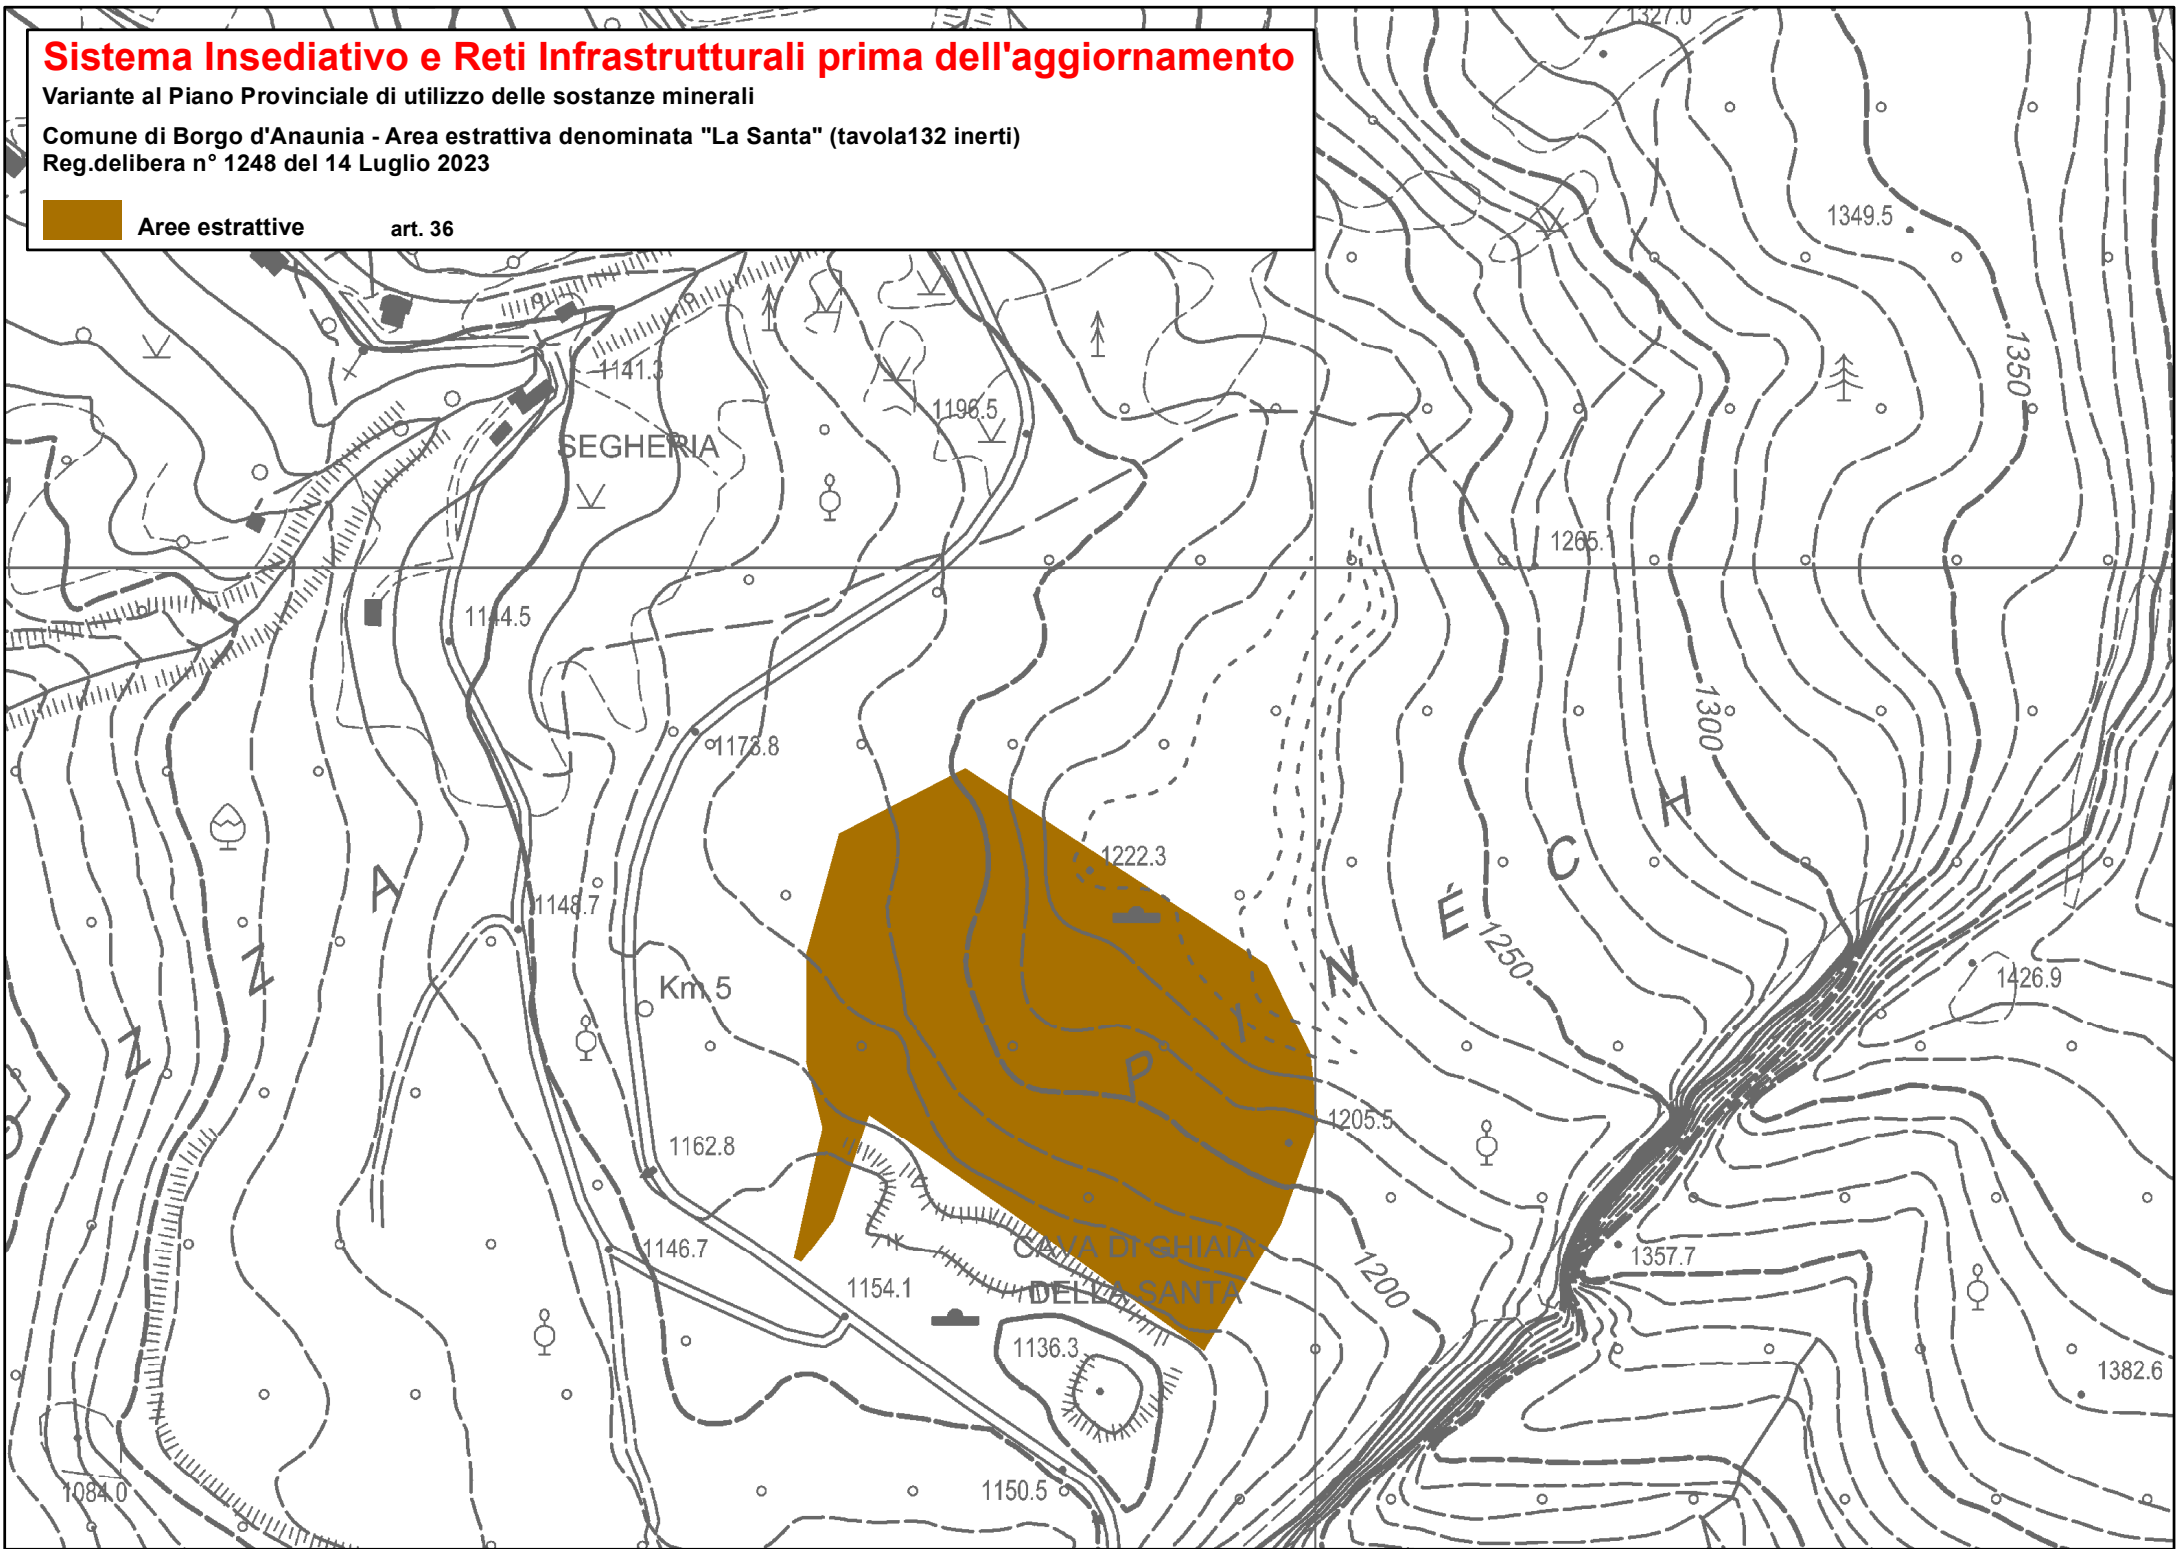 Sistema Insediativo e Reti Infrastrutturali prima dell'aggiornamento
Variante al Piano Provinciale di utilizzo delle sostanze minerali
Comune di Borgo d'Anaunia - Area estrattiva denominata "La Santa" (tavola132 inerti)
Reg.delibera n° 1248 del 14 Luglio 2023
Aree estrattive art. 36
1327.0
1349.5
1350
1141.3
1196.5
SEGHERIA
1265.1
1144.5
1300
1173.8
H
C
1222.3
A
É
1148.7
1250
Z
N
Km 5
1426.9
I
Z
P
1205.5
1162.8
1146.7
CAVA DI GHIAIA
DELLA SANTA
1357.7
1200
1154.1
1136.3
1382.6
1150.5
1084.0